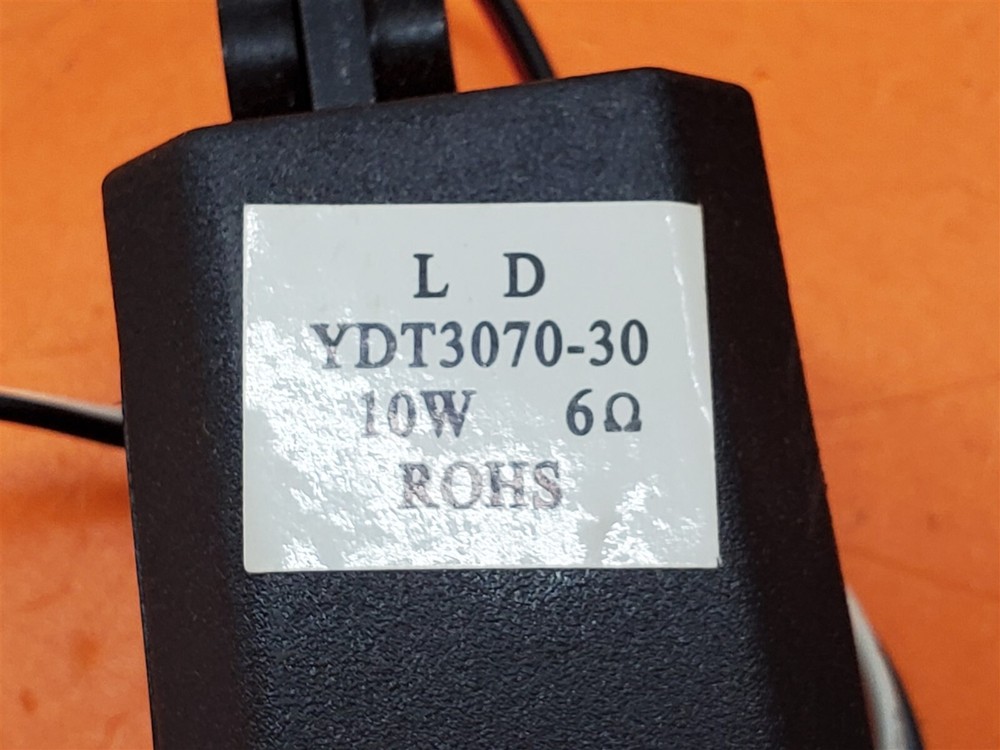 L D
YDT3070-30
10W 6Ω
ROHS